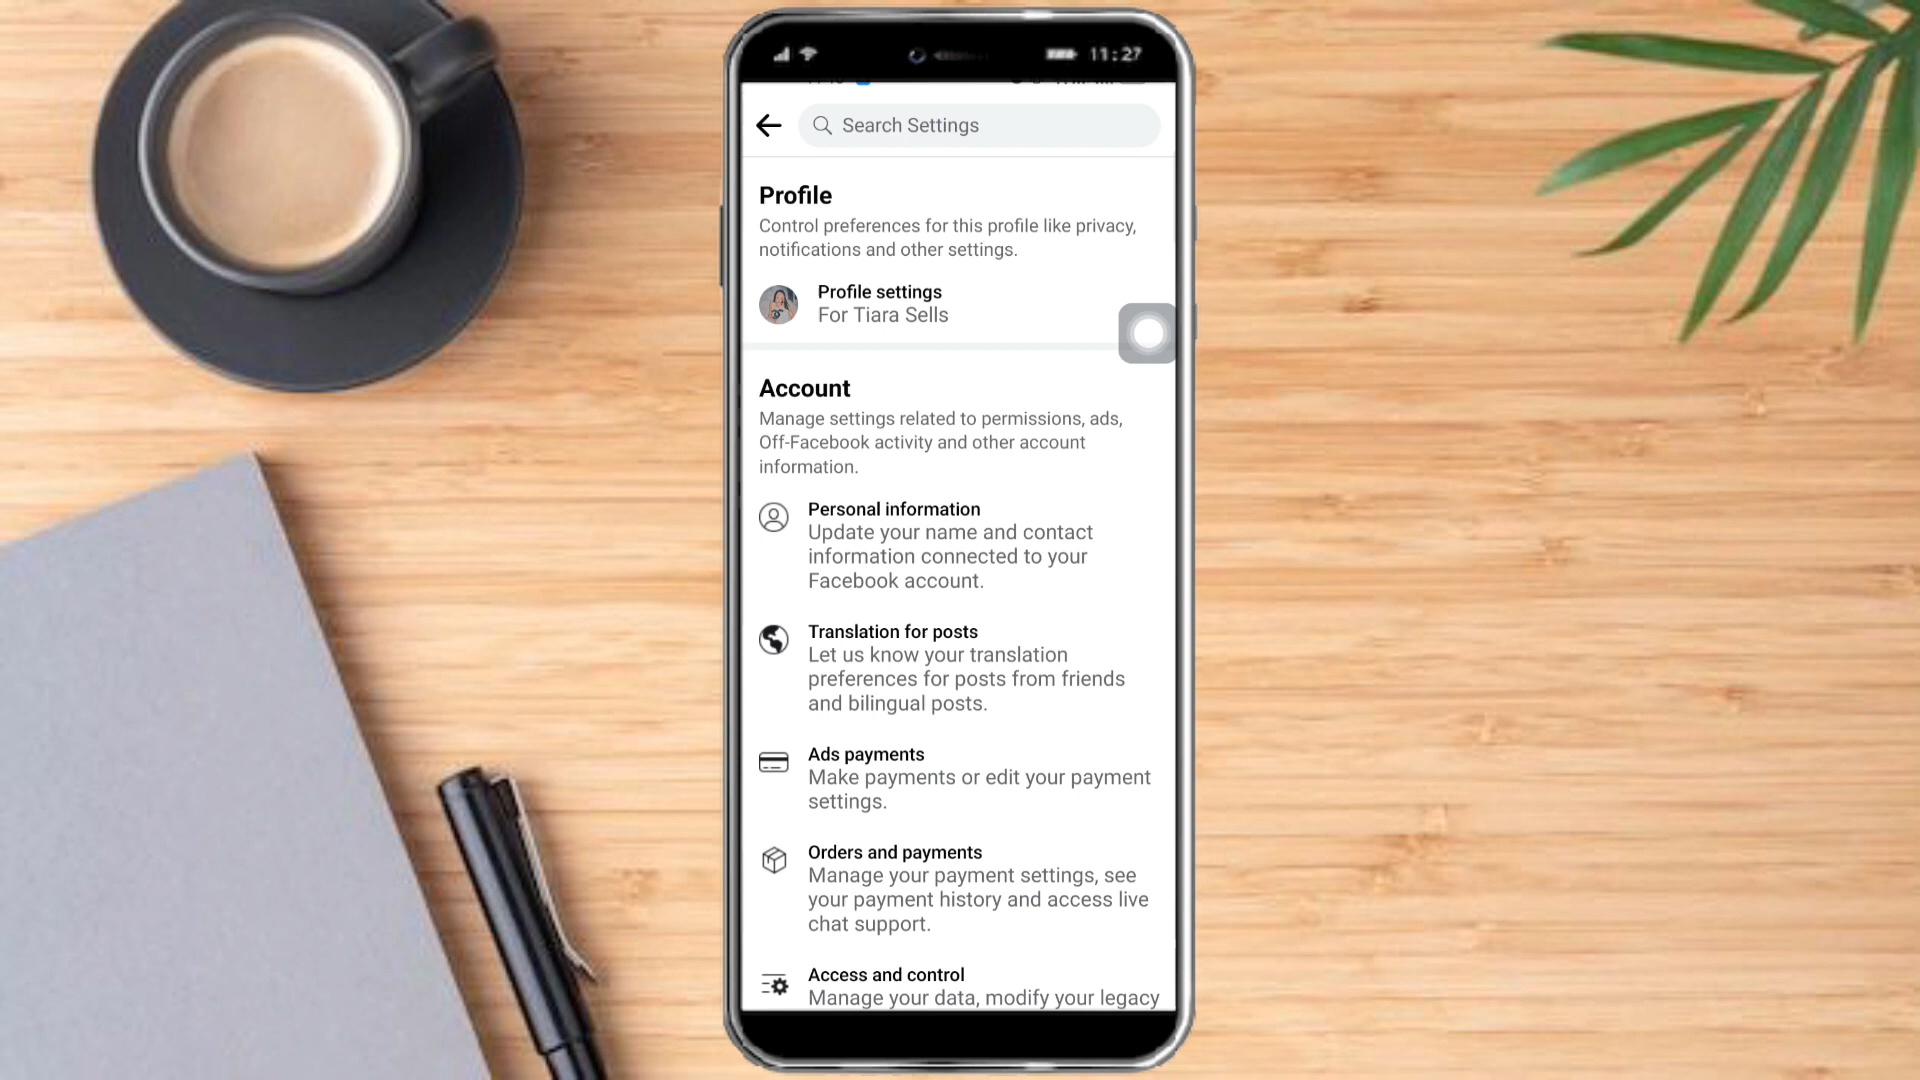 11:27
Search Settings
Profile
Control preferences for this profile like privacy,
notifications and other settings.
Profile settings
For Tiara Sells
Account
Manage settings related to permissions, ads,
Off-Facebook activity and other account
information.
Personal information
Update your name and contact
information connected to your
Facebook account.
Translation for posts
Let us know your translation
preferences for posts from friends
and bilingual posts.
Ads payments
Make payments or edit your payment
settings.
Orders and payments
Manage your payment settings, see
your payment history and access live
chat support.
Access and control
Manage your data, modify your legacy